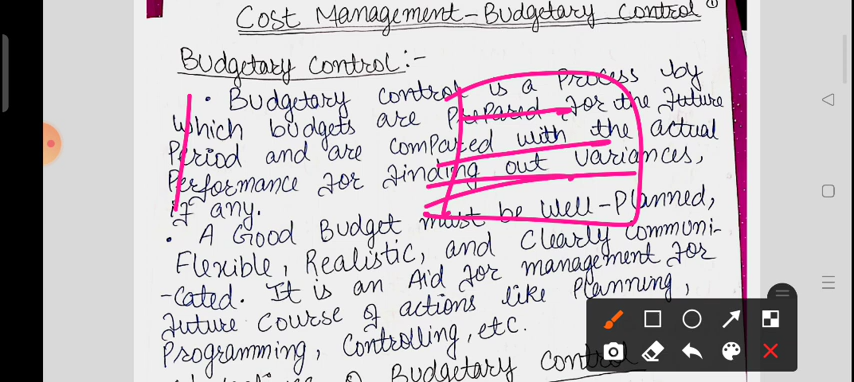 Cost Management-Budgetary Control ①
Budgetary Control:-
• Budgetary control is a Process by
which budgets are Prepared for the future
Period and are compared with the actual
Performance for finding out variances,
if any.
• A Good Budget must be well-Planned,
Flexible, Realistic, and clearly communi-
-cated. It is an Aid for management for
future course of actions like Planning,
Programming, Controlling, etc.
Budgetary control